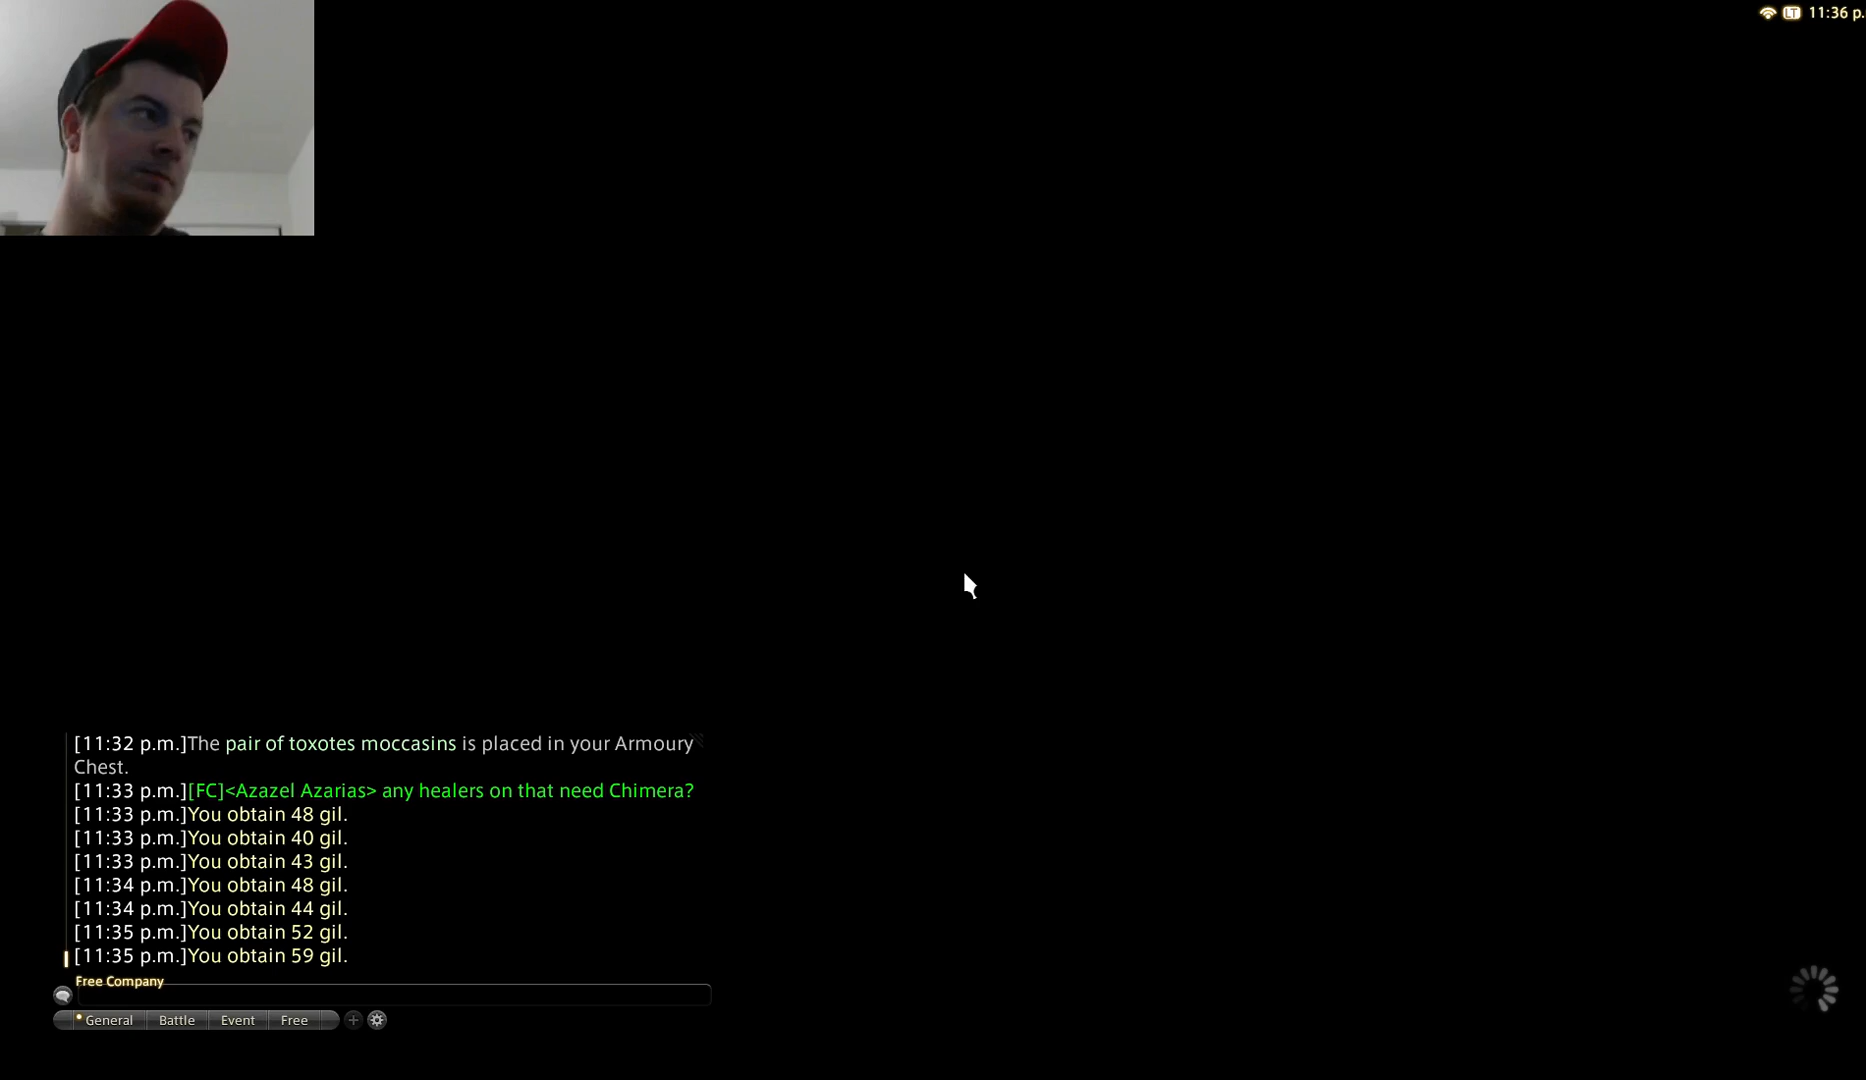 LT 11:36 p.
[11:32 p.m.]The pair of toxotes moccasins is placed in your Armoury
Chest.
[11:33 p.m.][FC]<Azazel Azarias> any healers on that need Chimera?
[11:33 p.m.]You obtain 48 gil.
[11:33 p.m.]You obtain 40 gil.
[11:33 p.m.]You obtain 43 gil.
[11:34 p.m.]You obtain 48 gil.
[11:34 p.m.]You obtain 44 gil.
[11:35 p.m.]You obtain 52 gil.
[11:35 p.m.]You obtain 59 gil.
Free Company
General Battle Event Free